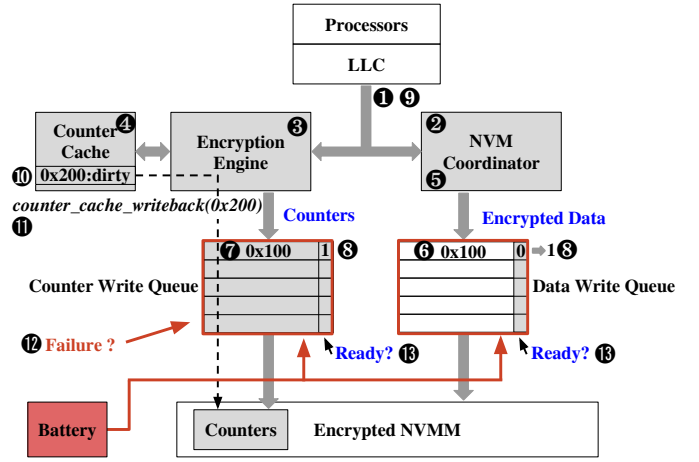 Processors
LLC
❶ ❾
❹
Counter
Cache
❿ 0x200:dirty
❸
Encryption
Engine
❷
NVM
Coordinator
❺
counter_cache_writeback(0x200)
⓫
Counters
Encrypted Data
❼ 0x100 1 ❽
❻ 0x100 0 1 ❽
Counter Write Queue
Data Write Queue
⓬ Failure ?
Ready? ⓭
Ready? ⓭
Battery
Counters
Encrypted NVMM